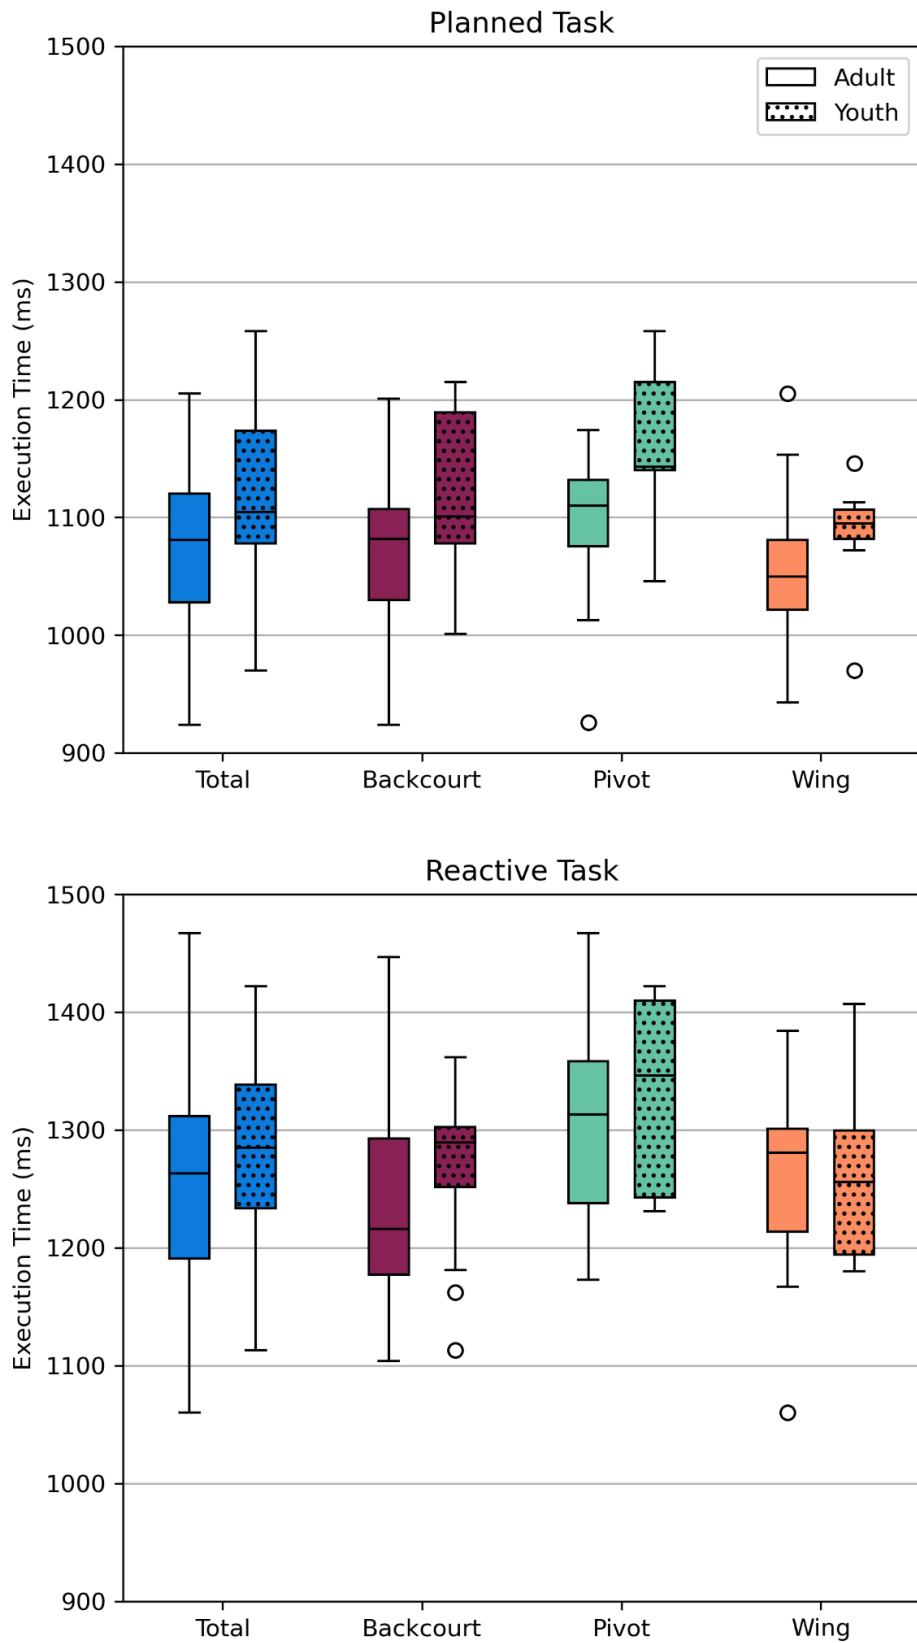 Planned Task
1500
Adult
Youth
1400
1300
1200
1100
1000
900
Execution Time (ms)
Total Backcourt Pivot Wing
Reactive Task
1500
1400
1300
1200
1100
1000
900
Execution Time (ms)
Total Backcourt Pivot Wing